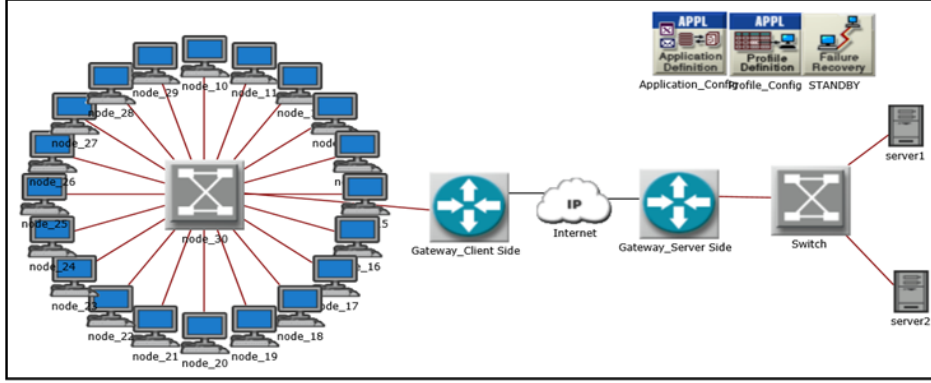 APPL
Application
Definition
APPL
Profile
Definition
Failure
Recovery
Application_Config
Profile_Config
STANDBY
node_29
node_10
node_11
node_28
node_27
node_26
node_25
node_30
node_24
node_16
node_23
node_17
node_22
node_18
node_21
node_20
node_19
Gateway_Client Side
IP
Internet
Gateway_Server Side
Switch
server1
server2